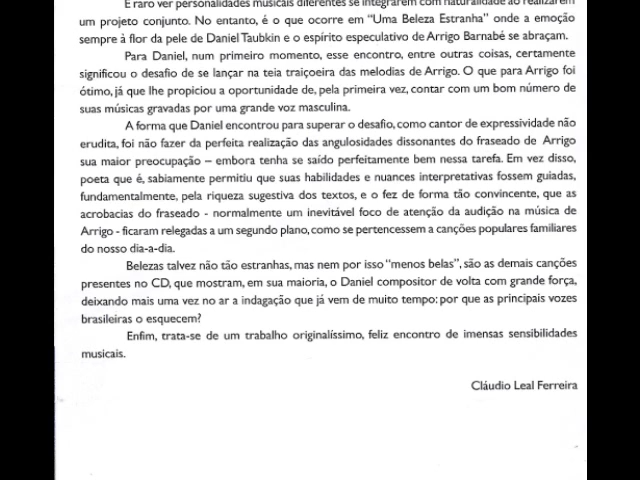 É raro ver personalidades musicais diferentes se integrarem com naturalidade ao realizarem
um projeto conjunto. No entanto, é o que ocorre em "Uma Beleza Estranha" onde a emoção
sempre à flor da pele de Daniel Taubkin e o espírito especulativo de Arrigo Barnabé se abraçam.
Para Daniel, num primeiro momento, esse encontro, entre outras coisas, certamente
significou o desafio de se lançar na teia traiçoeira das melodias de Arrigo. O que para Arrigo foi
ótimo, já que lhe propiciou a oportunidade de, pela primeira vez, contar com um bom número de
suas músicas gravadas por uma grande voz masculina.
A forma que Daniel encontrou para superar o desafio, como cantor de expressividade não
erudita, foi não fazer da perfeita realização das angulosidades dissonantes do fraseado de Arrigo
sua maior preocupação – embora tenha se saído perfeitamente bem nessa tarefa. Em vez disso,
poeta que é, sabiamente permitiu que suas habilidades e nuances interpretativas fossem guiadas,
fundamentalmente, pela riqueza sugestiva dos textos, e o fez de forma tão convincente, que as
acrobacias do fraseado - normalmente um inevitável foco de atenção da audição na música de
Arrigo - ficaram relegadas a um segundo plano, como se pertencessem a canções populares familiares
do nosso dia-a-dia.
Belezas talvez não tão estranhas, mas nem por isso "menos belas", são as demais canções
presentes no CD, que mostram, em sua maioria, o Daniel compositor de volta com grande força,
deixando mais uma vez no ar a indagação que já vem de muito tempo: por que as principais vozes
brasileiras o esquecem?
Enfim, trata-se de um trabalho originalíssimo, feliz encontro de imensas sensibilidades
musicais.
Cláudio Leal Ferreira